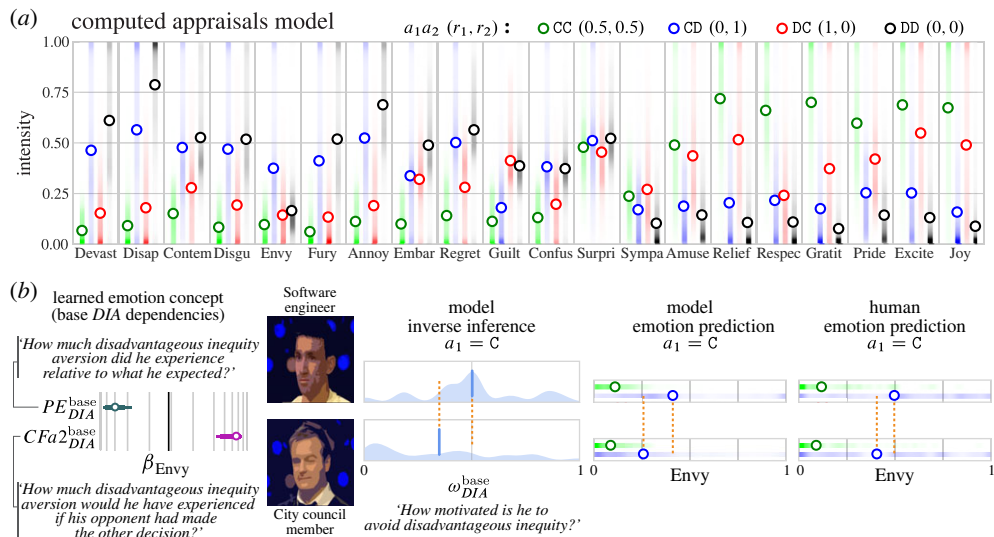 (a) computed appraisals model
a₁a₂ (r₁, r₂) : CC (0.5, 0.5) CD (0, 1) DC (1, 0) DD (0, 0)
intensity
1.00
0.75
0.50
0.25
0.00
Devast Disap Contem Disgu Envy Fury Annoy Embar Regret Guilt Confus Surpri Sympa Amuse Relief Respec Gratit Pride Excite Joy
(b)
learned emotion concept
(base DIA dependencies)
‘How much disadvantageous inequity
aversion did he experience
relative to what he expected?’
PE^base_DIA
CFa2^base_DIA
β_Envy
‘How much disadvantageous inequity
aversion would he have experienced
if his opponent had made
the other decision?’
Software
engineer
City council
member
model
inverse inference
a₁ = C
0 1
ω^base_DIA
‘How motivated is he to
avoid disadvantageous inequity?’
model
emotion prediction
a₁ = C
0 Envy 1
human
emotion prediction
a₁ = C
0 Envy 1